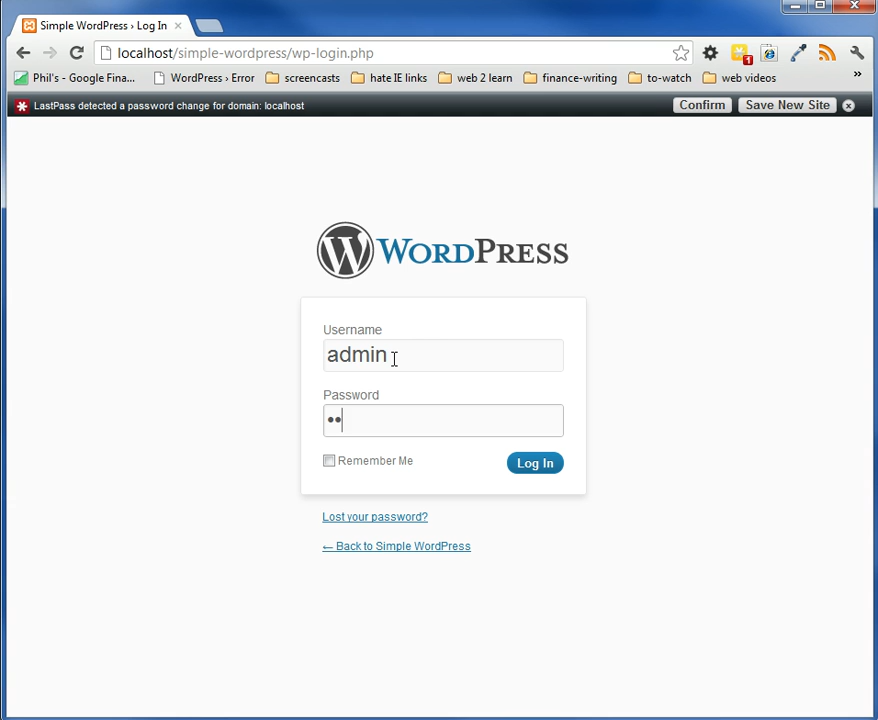 Simple WordPress › Log In
localhost/simple-wordpress/wp-login.php
1
Phil's - Google Fina... WordPress › Error screencasts hate IE links web 2 learn finance-writing to-watch web videos »
LastPass detected a password change for domain: localhost Confirm Save New Site
WORDPRESS
Username
admin
Password
Remember Me Log In
Lost your password?
← Back to Simple WordPress